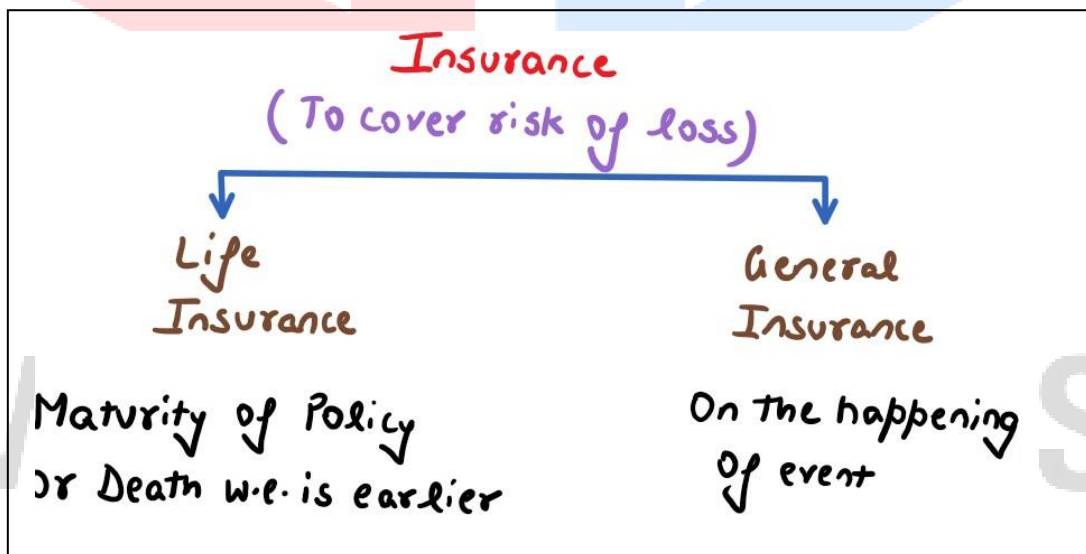 Insurance
(To cover risk of loss)
Life
Insurance
Maturity of Policy
or Death w.e. is earlier
General
Insurance
On the happening
of event